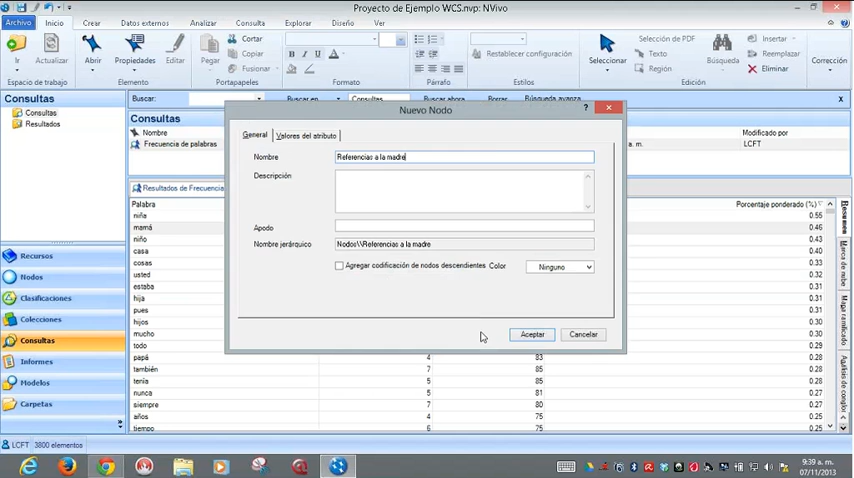 Proyecto de Ejemplo WCS.nvp: NVivo
Archivo Inicio Crear Datos externos Analizar Consulta Explorar Diseño Ver
Ir Actualizar Abrir Propiedades Editar Pegar Cortar Copiar Fusionar
Restablecer configuración
Seleccionar Selección de PDF Texto Región
Búsqueda Insertar Reemplazar Eliminar Corrección
Espacio de trabajo Elemento Portapapeles Formato Estilos Edición
Consultas
Consultas
Resultados
Buscar: Buscar en Consultas Buscar ahora Borrar Búsqueda avanzada
Consultas
Nombre Modificado por
Frecuencia de palabras a. m. LCFT
Nuevo Nodo
General Valores del atributo
Nombre Referencias a la madre
Descripción
Apodo
Nombre jerárquico Nodos\\Referencias a la madre
Agregar codificación de nodos descendientes Color Ninguno
Aceptar Cancelar
Resultados de Frecuencia
Palabra Porcentaje ponderado (%)
niña 0.55
mamá 0.46
niño 0.43
casa 0.40
cosas 0.32
usted 0.32
estaba 0.31
hija 0.31
pues 0.31
hijos 0.30
mucho 0.30
todo 0.29
papá 4 83 0.28
también 7 85 0.28
tenía 5 85 0.28
nunca 5 81 0.27
siempre 7 80 0.27
años 4 75 0.25
tiempo 6 75 0.25
Resumen
Marca de nube
Mapa ramificado
Análisis de conglo
Recursos
Nodos
Clasificaciones
Colecciones
Consultas
Informes
Modelos
Carpetas
LCFT 3800 elementos
9:39 a. m.
07/11/2013